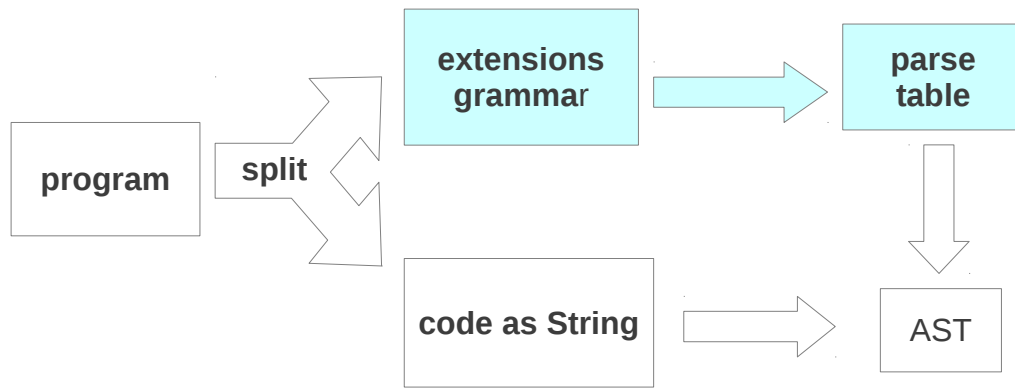 program
split
extensions
grammar
parse
table
code as String
AST